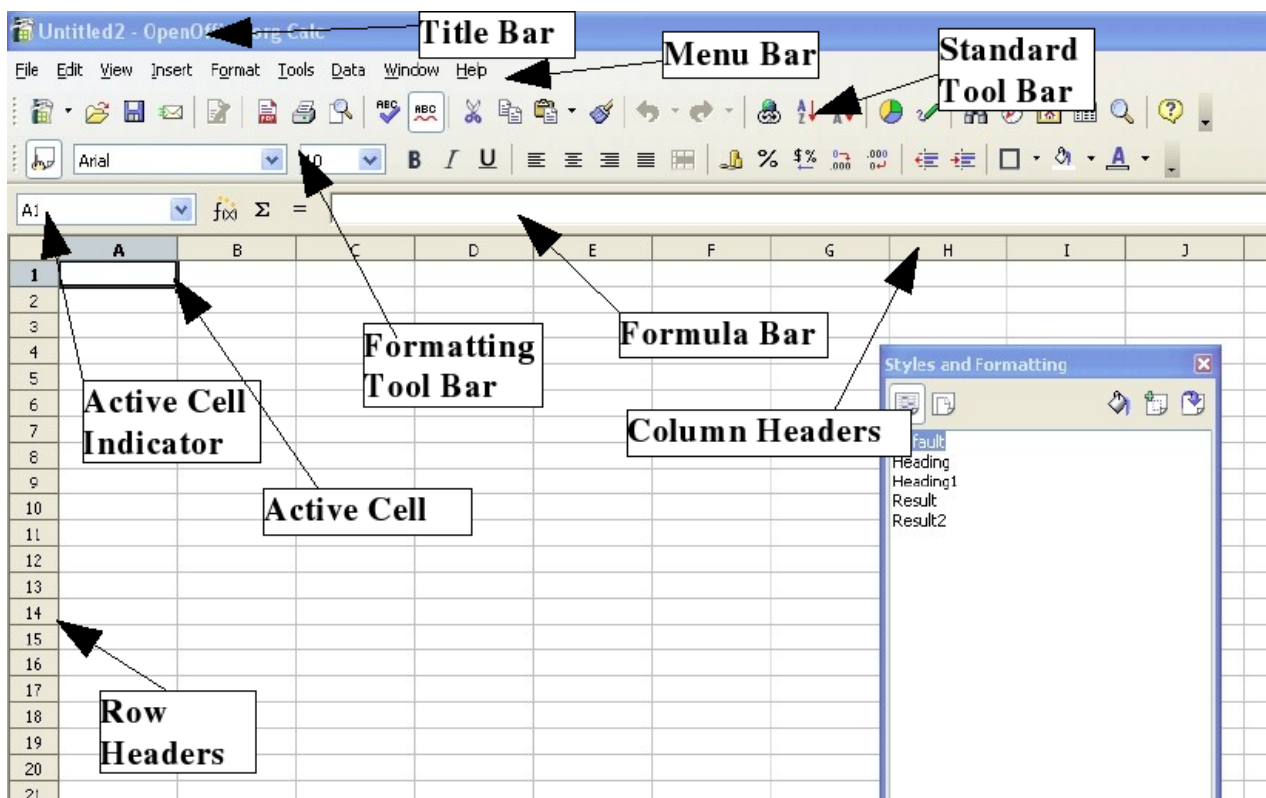 Untitled2 - OpenOffice.org Calc
Title Bar
File Edit View Insert Format Tools Data Window Help
Menu Bar
Standard
Tool Bar
Arial
10
B I U
A1
f(x) Σ =
A B C D E F G H I J
1
2
3
4
5
6
7
8
9
10
11
12
13
14
15
16
17
18
19
20
21
Formatting
Tool Bar
Formula Bar
Active Cell
Indicator
Column Headers
Active Cell
Row
Headers
Styles and Formatting
Default
Heading
Heading1
Result
Result2